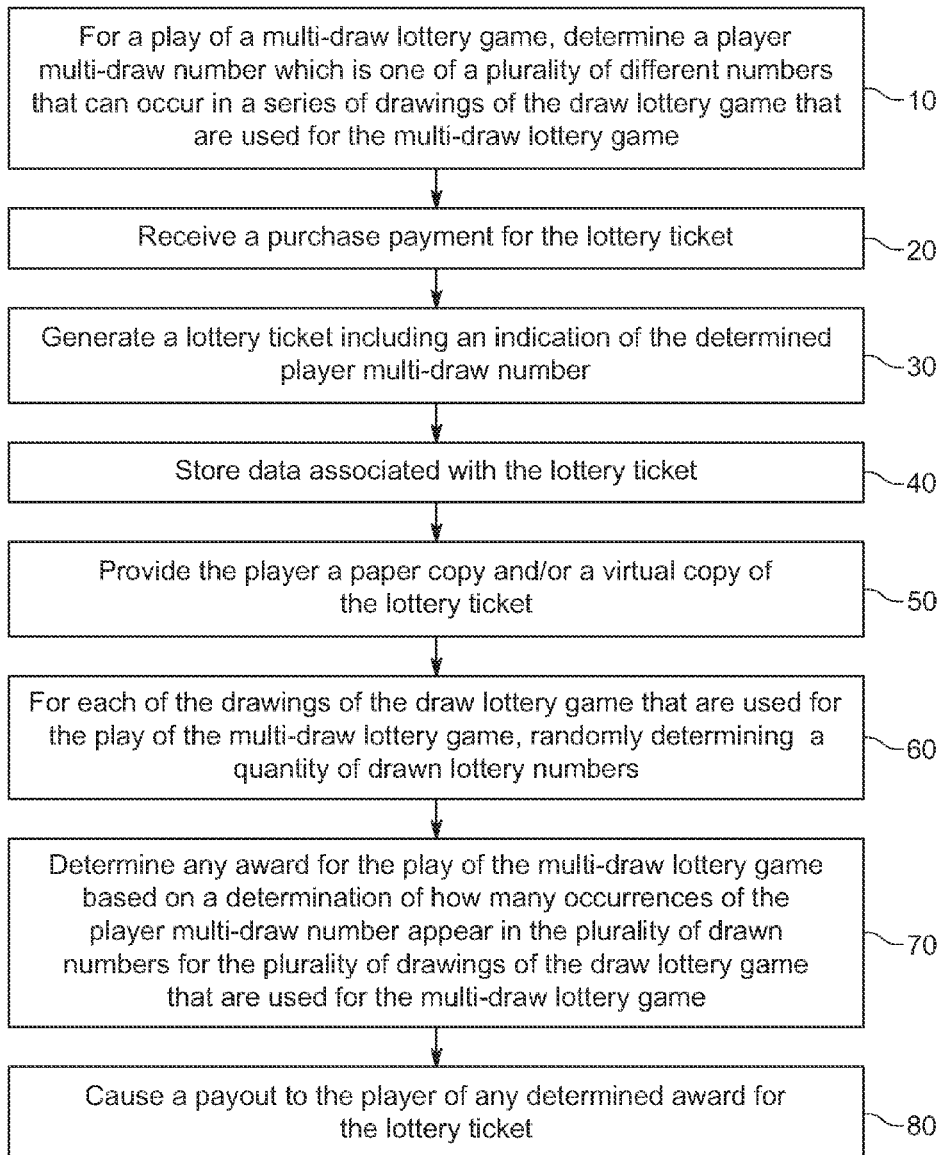 For a play of a multi-draw lottery game, determine a player
multi-draw number which is one of a plurality of different numbers
that can occur in a series of drawings of the draw lottery game that
are used for the multi-draw lottery game
10
Receive a purchase payment for the lottery ticket
20
Generate a lottery ticket including an indication of the determined
player multi-draw number
30
Store data associated with the lottery ticket
40
Provide the player a paper copy and/or a virtual copy of
the lottery ticket
50
For each of the drawings of the draw lottery game that are used for
the play of the multi-draw lottery game, randomly determining a
quantity of drawn lottery numbers
60
Determine any award for the play of the multi-draw lottery game
based on a determination of how many occurrences of the
player multi-draw number appear in the plurality of drawn
numbers for the plurality of drawings of the draw lottery game
that are used for the multi-draw lottery game
70
Cause a payout to the player of any determined award for
the lottery ticket
80